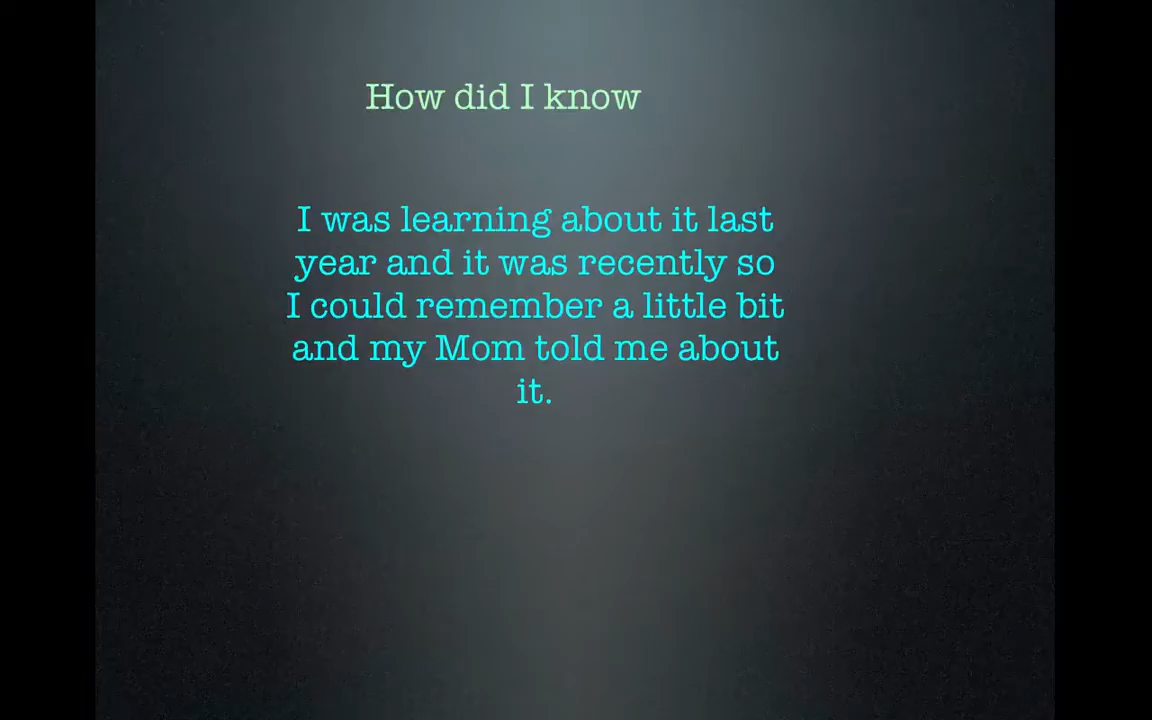 How did I know
I was learning about it last
year and it was recently so
I could remember a little bit
and my Mom told me about
it.